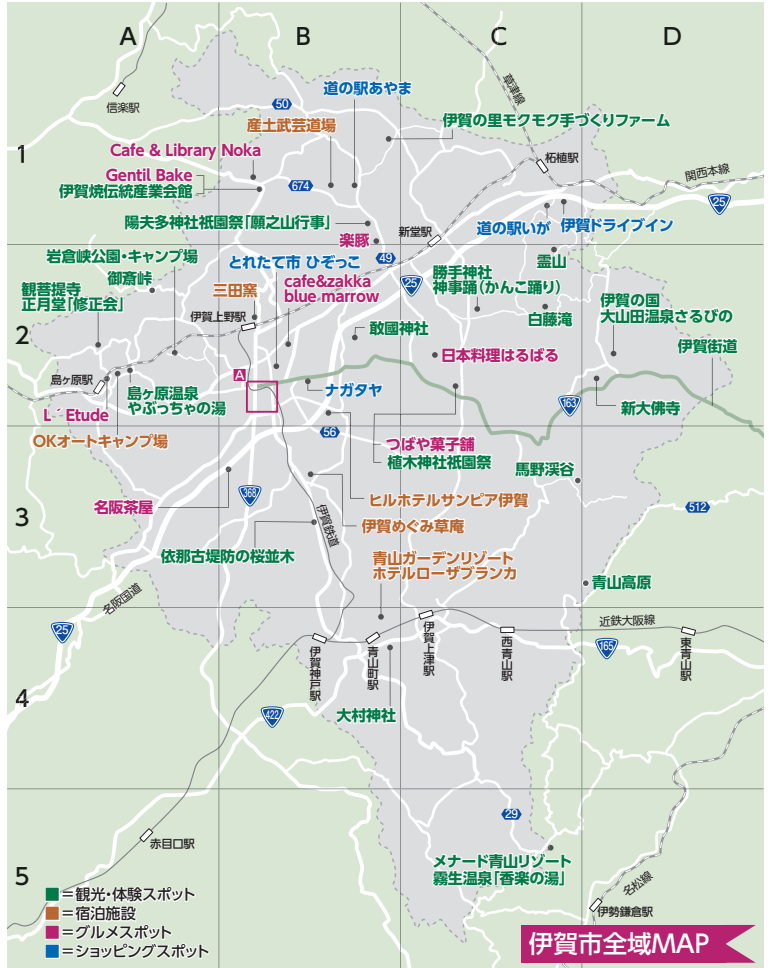 A
B
C
D
1
2
3
4
5
信楽駅
50
道の駅あやま
産土武芸道場
草津線
伊賀の里モクモク手づくりファーム
Cafe & Library Noka
柘植駅
関西本線
Gentil Bake
伊賀焼伝統産業会館
674
25
道の駅いが
伊賀ドライブイン
陽夫多神社祇園祭「願之山行事」
新堂駅
楽豚
岩倉峡公園・キャンプ場
とれたて市 ひぞっこ
49
霊山
御斎峠
25
勝手神社
神事踊(かんこ踊り)
観菩提寺
正月堂「修正会」
三田窯
cafe&zakka
blue marrow
伊賀の国
大山田温泉さるびの
伊賀上野駅
白藤滝
敢國神社
日本料理はるばる
伊賀街道
島ヶ原駅
A
島ヶ原温泉
やぶっちゃの湯
ナガタヤ
163
新大佛寺
L´Etude
OKオートキャンプ場
56
つばや菓子舗
植木神社祇園祭
馬野渓谷
名阪茶屋
368
ヒルホテルサンピア伊賀
512
伊賀鉄道
伊賀めぐみ草庵
依那古堤防の桜並木
青山ガーデンリゾート
ホテルローザブランカ
青山高原
名阪国道
25
近鉄大阪線
165
伊賀神戸駅
青山町駅
伊賀上津駅
西青山駅
東青山駅
422
大村神社
29
赤目口駅
メナード青山リゾート
霧生温泉「香楽の湯」
名松線
伊勢鎌倉駅
■=観光・体験スポット
■=宿泊施設
■=グルメスポット
■=ショッピングスポット
伊賀市全域MAP